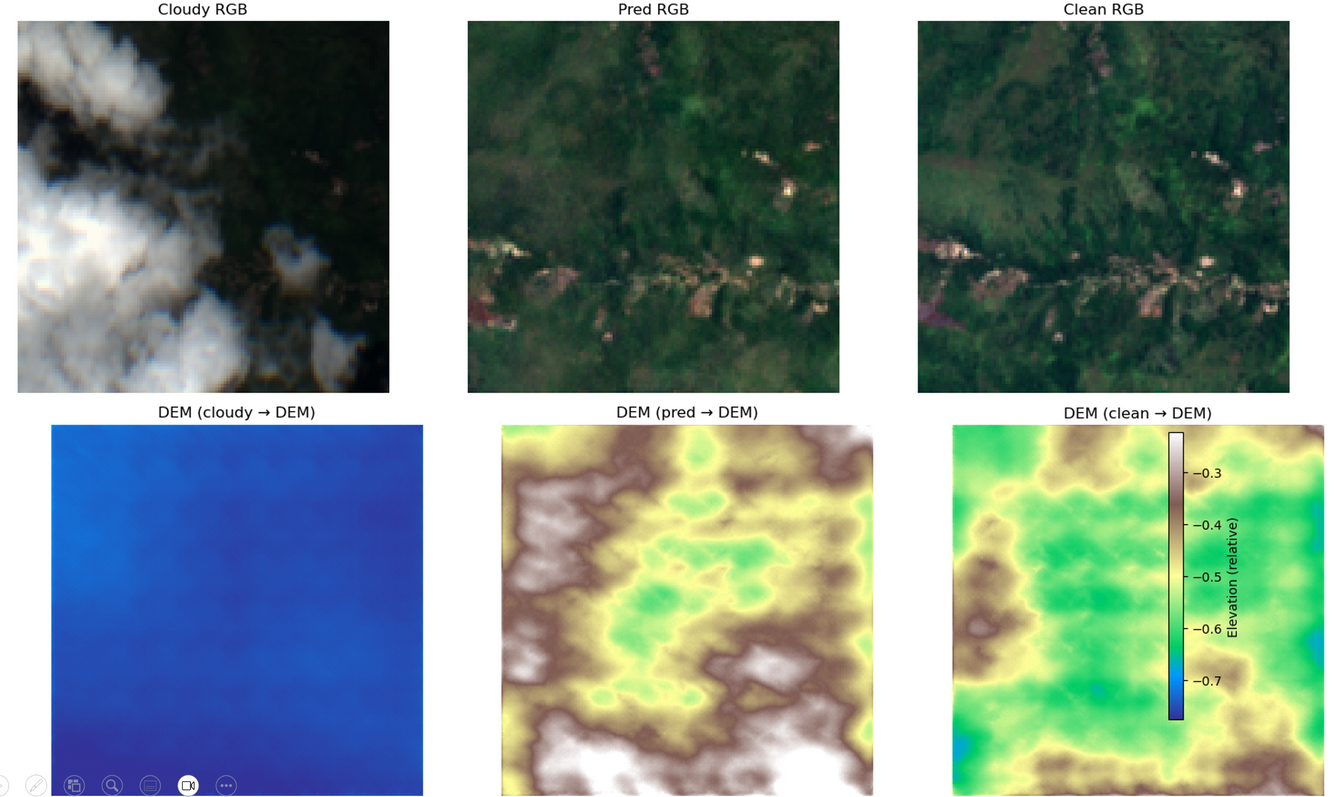 Cloudy RGB
Pred RGB
Clean RGB
DEM (cloudy → DEM)
DEM (pred → DEM)
DEM (clean → DEM)
−0.3
−0.4
−0.5
−0.6
−0.7
Elevation (relative)